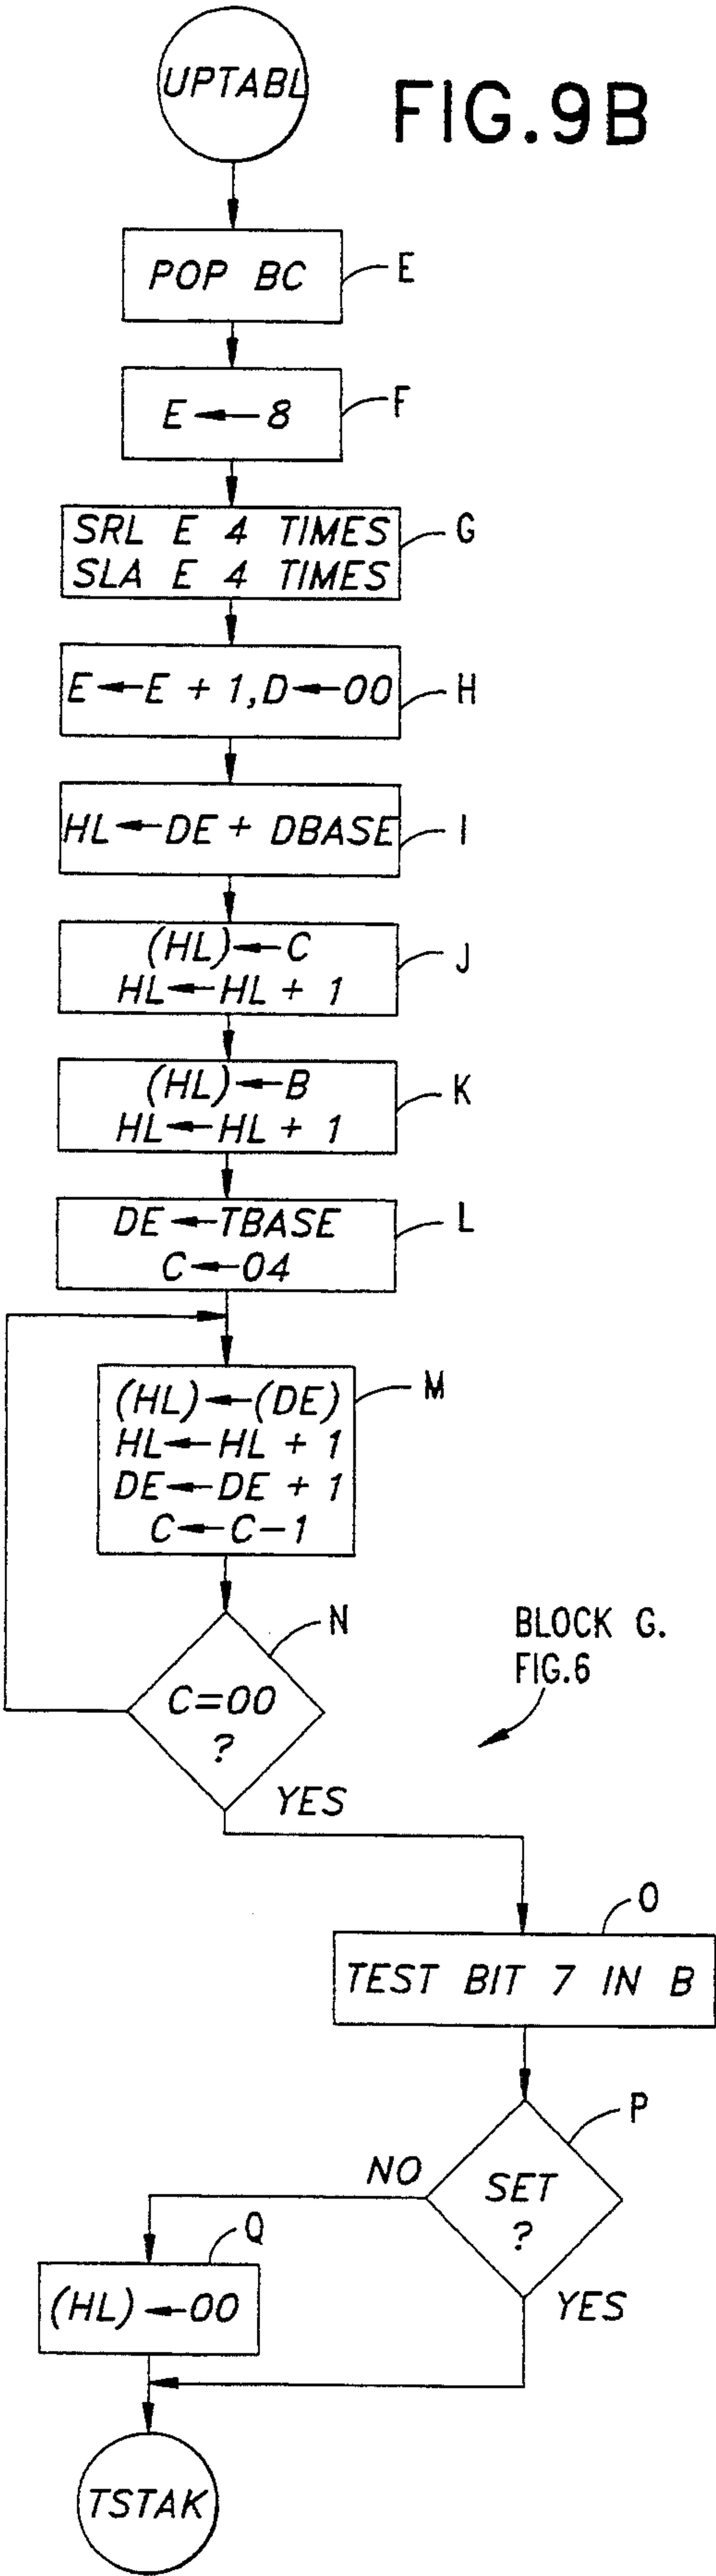 UPTABL
FIG.9B
POP BC
E
E←8
F
SRL E 4 TIMES
SLA E 4 TIMES
G
E←E + 1,D←00
H
HL←DE + DBASE
I
(HL)←C
HL←HL + 1
J
(HL)←B
HL←HL + 1
K
DE←TBASE
C←04
L
(HL)←(DE)
HL←HL + 1
DE←DE + 1
C←C-1
M
N
C=00
?
YES
BLOCK G.
FIG.6
O
TEST BIT 7 IN B
P
SET
?
NO
YES
Q
(HL)←00
TSTAK